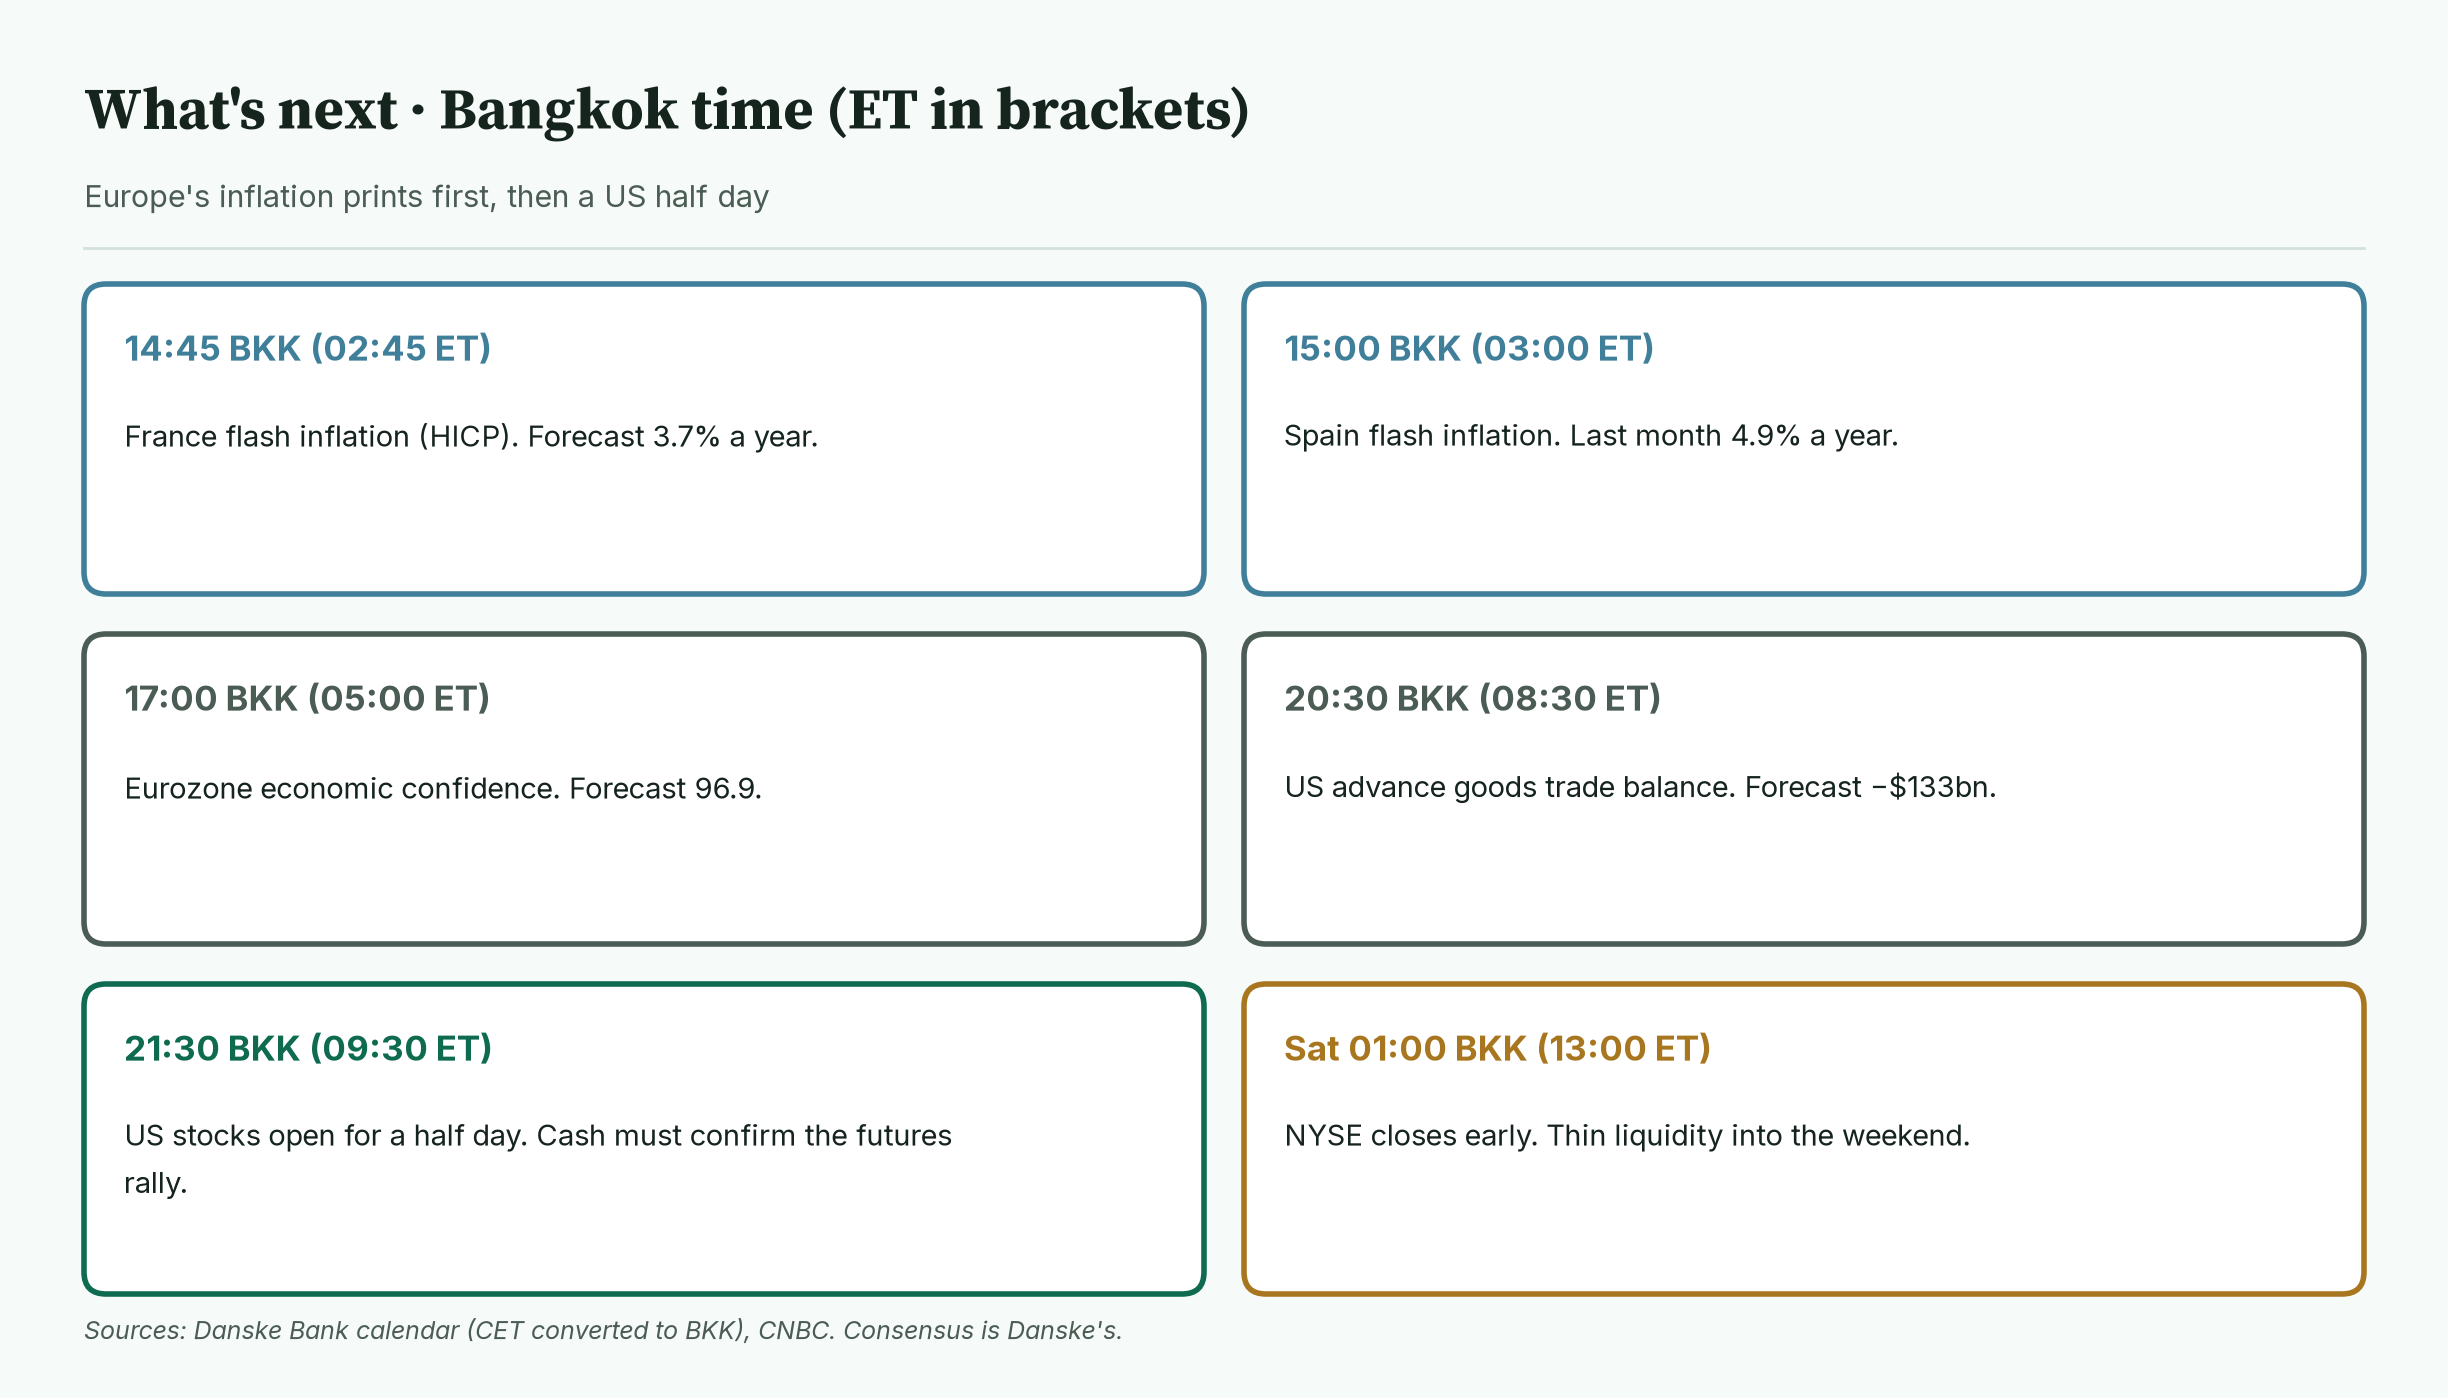 What's next · Bangkok time (ET in brackets)
Europe's inflation prints first, then a US half day
14:45 BKK (02:45 ET)
France flash inflation (HICP). Forecast 3.7% a year.
15:00 BKK (03:00 ET)
Spain flash inflation. Last month 4.9% a year.
17:00 BKK (05:00 ET)
Eurozone economic confidence. Forecast 96.9.
20:30 BKK (08:30 ET)
US advance goods trade balance. Forecast −$133bn.
21:30 BKK (09:30 ET)
US stocks open for a half day. Cash must confirm the futures
rally.
Sat 01:00 BKK (13:00 ET)
NYSE closes early. Thin liquidity into the weekend.
Sources: Danske Bank calendar (CET converted to BKK), CNBC. Consensus is Danske's.